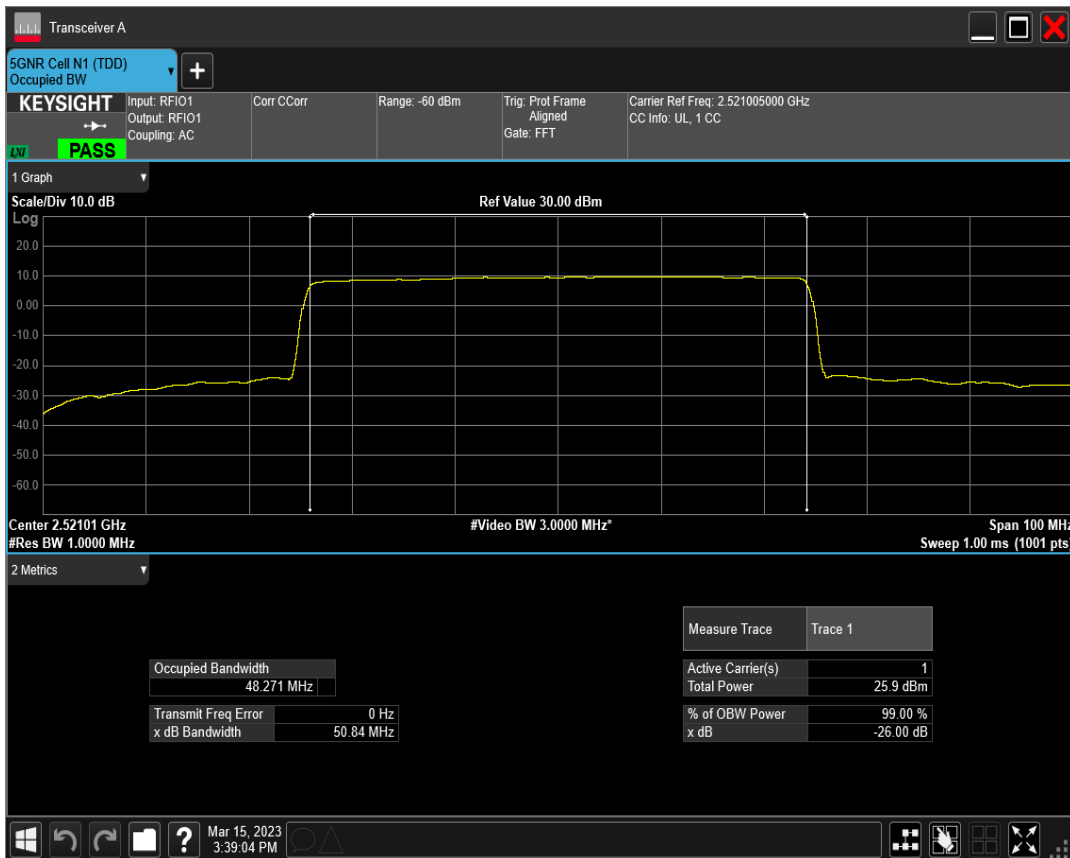 Transceiver A
5GNR Cell N1 (TDD)
Occupied BW
+
KEYSIGHT
LXI
PASS
Input: RFIO1
Output: RFIO1
Coupling: AC
Corr CCorr
Range: -60 dBm
Trig: Prot Frame
Aligned
Gate: FFT
Carrier Ref Freq: 2.521005000 GHz
CC Info: UL, 1 CC
1 Graph
Scale/Div 10.0 dB
Ref Value 30.00 dBm
Log
20.0
10.0
0.00
-10.0
-20.0
-30.0
-40.0
-50.0
-60.0
Center 2.52101 GHz
#Video BW 3.0000 MHz*
Span 100 MHz
#Res BW 1.0000 MHz
Sweep 1.00 ms (1001 pts)
2 Metrics
Measure Trace Trace 1
Occupied Bandwidth
48.271 MHz
Active Carrier(s) 1
Total Power 25.9 dBm
Transmit Freq Error 0 Hz
x dB Bandwidth 50.84 MHz
% of OBW Power 99.00 %
x dB -26.00 dB
?
Mar 15, 2023
3:39:04 PM